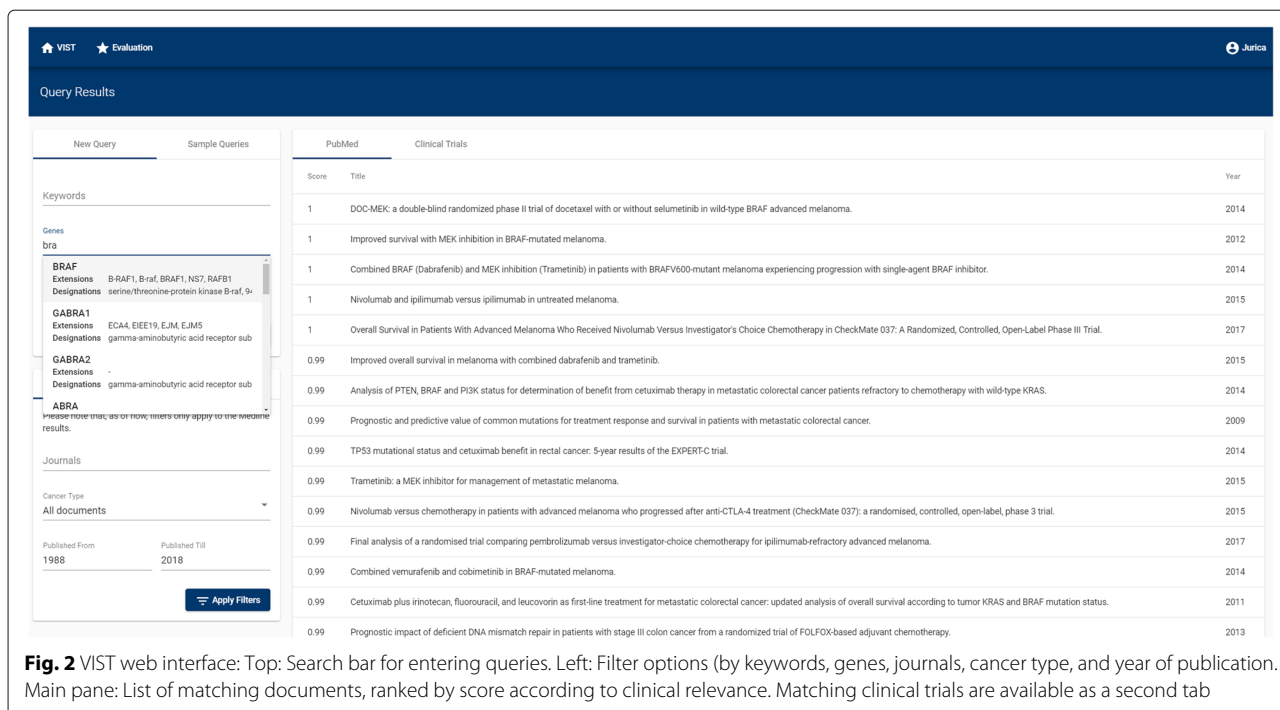 VIST Evaluation Jurica
Query Results
New Query Sample Queries
Keywords
Genes
bra
BRAF
Extensions B-RAF1, B-raf, BRAF1, NS7, RAFB1
Designations serine/threonine-protein kinase B-raf, 94
GABRA1
Extensions ECA4, EIEE19, EJM, EJM5
Designations gamma-aminobutyric acid receptor sub
GABRA2
Extensions -
Designations gamma-aminobutyric acid receptor sub
ABRA
Please note that, as of now, filters only apply to the Medline
results.
Journals
Cancer Type
All documents
Published From Published Till
1988 2018
Apply Filters
PubMed Clinical Trials
Score Title Year
1 DOC-MEK: a double-blind randomized phase II trial of docetaxel with or without selumetinib in wild-type BRAF advanced melanoma. 2014
1 Improved survival with MEK inhibition in BRAF-mutated melanoma. 2012
1 Combined BRAF (Dabrafenib) and MEK inhibition (Trametinib) in patients with BRAFV600-mutant melanoma experiencing progression with single-agent BRAF inhibitor. 2014
1 Nivolumab and ipilimumab versus ipilimumab in untreated melanoma. 2015
1 Overall Survival in Patients With Advanced Melanoma Who Received Nivolumab Versus Investigator's Choice Chemotherapy in CheckMate 037: A Randomized, Controlled, Open-Label Phase III Trial. 2017
0.99 Improved overall survival in melanoma with combined dabrafenib and trametinib. 2015
0.99 Analysis of PTEN, BRAF and PI3K status for determination of benefit from cetuximab therapy in metastatic colorectal cancer patients refractory to chemotherapy with wild-type KRAS. 2014
0.99 Prognostic and predictive value of common mutations for treatment response and survival in patients with metastatic colorectal cancer. 2009
0.99 TP53 mutational status and cetuximab benefit in rectal cancer: 5-year results of the EXPERT-C trial. 2014
0.99 Trametinib: a MEK inhibitor for management of metastatic melanoma. 2015
0.99 Nivolumab versus chemotherapy in patients with advanced melanoma who progressed after anti-CTLA-4 treatment (CheckMate 037): a randomised, controlled, open-label, phase 3 trial. 2015
0.99 Final analysis of a randomised trial comparing pembrolizumab versus investigator-choice chemotherapy for ipilimumab-refractory advanced melanoma. 2017
0.99 Combined vemurafenib and cobimetinib in BRAF-mutated melanoma. 2014
0.99 Cetuximab plus irinotecan, fluorouracil, and leucovorin as first-line treatment for metastatic colorectal cancer: updated analysis of overall survival according to tumor KRAS and BRAF mutation status. 2011
0.99 Prognostic impact of deficient DNA mismatch repair in patients with stage III colon cancer from a randomized trial of FOLFOX-based adjuvant chemotherapy. 2013
Fig. 2 VIST web interface: Top: Search bar for entering queries. Left: Filter options (by keywords, genes, journals, cancer type, and year of publication.
Main pane: List of matching documents, ranked by score according to clinical relevance. Matching clinical trials are available as a second tab